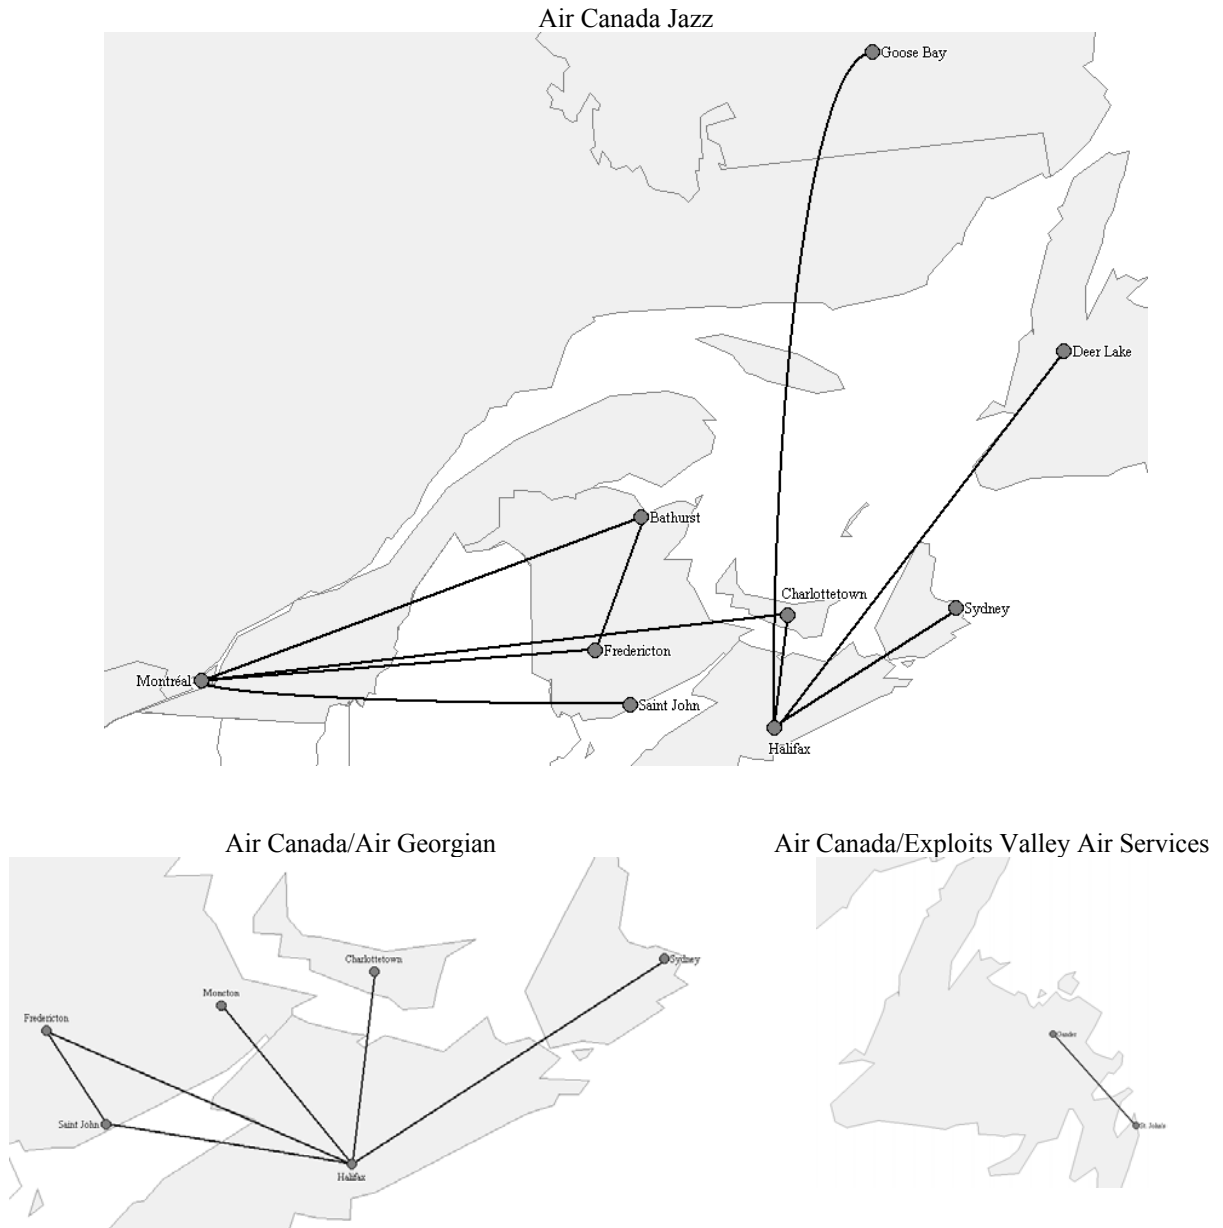 Air Canada Jazz
Goose Bay
Deer Lake
Bathurst
Charlottetown
Sydney
Fredericton
Montréal
Saint John
Halifax
Air Canada/Air Georgian
Air Canada/Exploits Valley Air Services
Charlottetown
Sydney
Moncton
Fredericton
Gander
Saint John
St. John's
Halifax